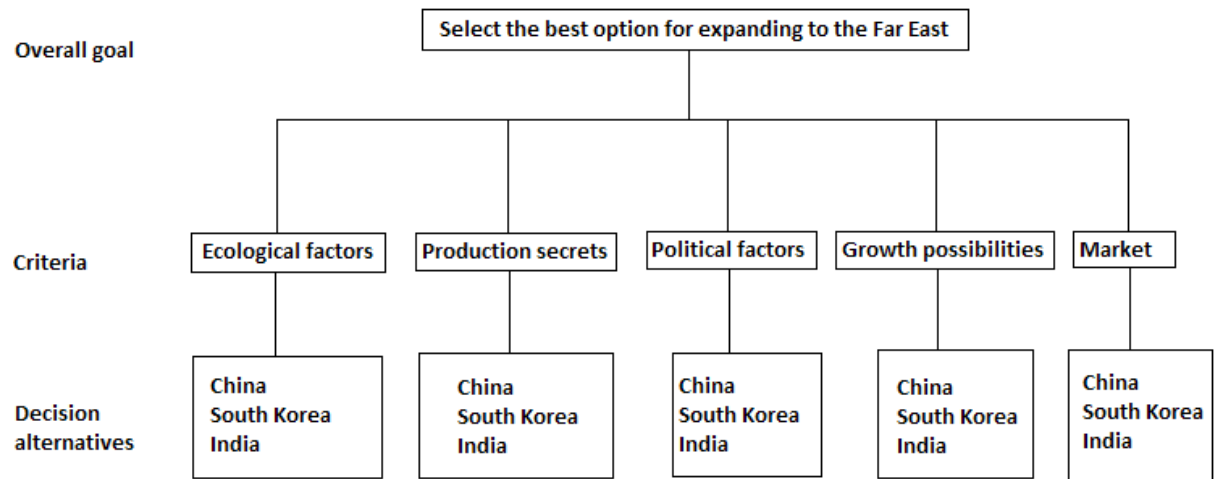 Select the best option for expanding to the Far East
Overall goal
Criteria
Ecological factors
Production secrets
Political factors
Growth possibilities
Market
Decision
alternatives
China
South Korea
India
China
South Korea
India
China
South Korea
India
China
South Korea
India
China
South Korea
India